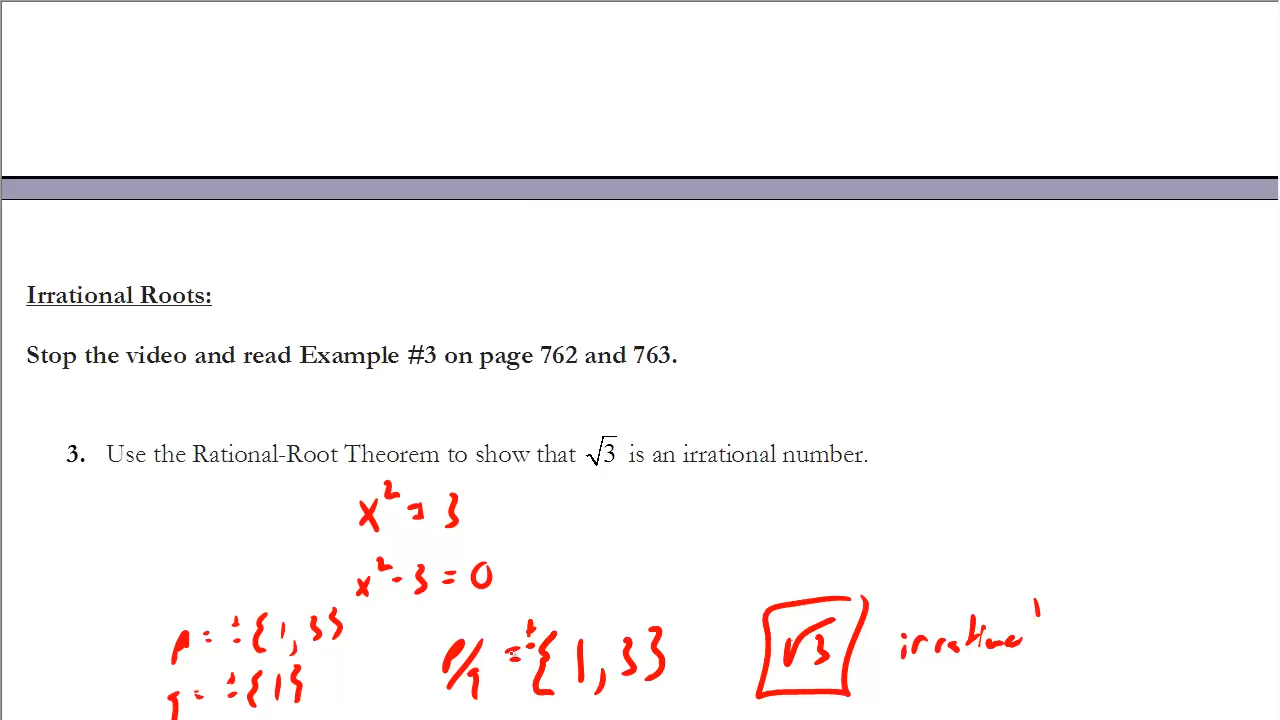 Irrational Roots:
Stop the video and read Example #3 on page 762 and 763.
3. Use the Rational-Root Theorem to show that √3 is an irrational number.
x² = 3
x² - 3 = 0
p = ±{1, 3}
q = ±{1}
p/q = ±{1, 3}
√3 irrational